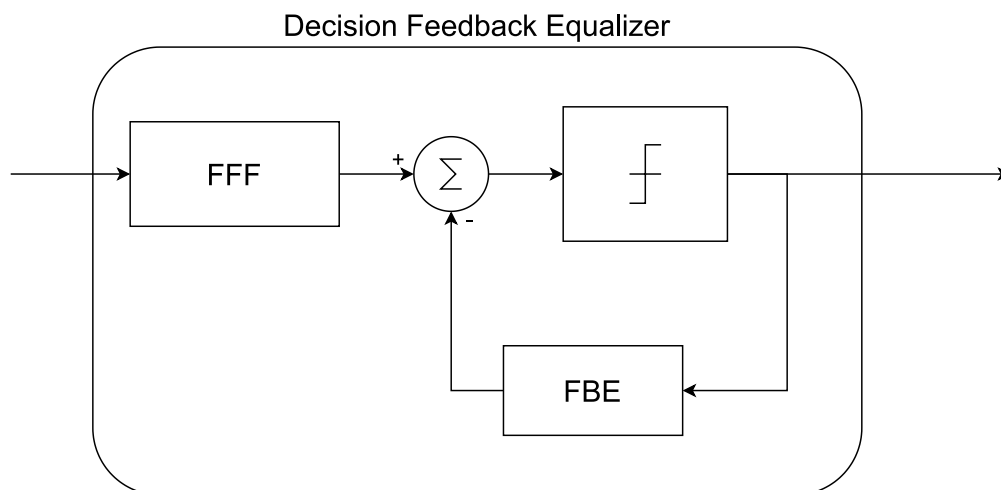 Decision Feedback Equalizer
FFF
+
Σ
-
FBE